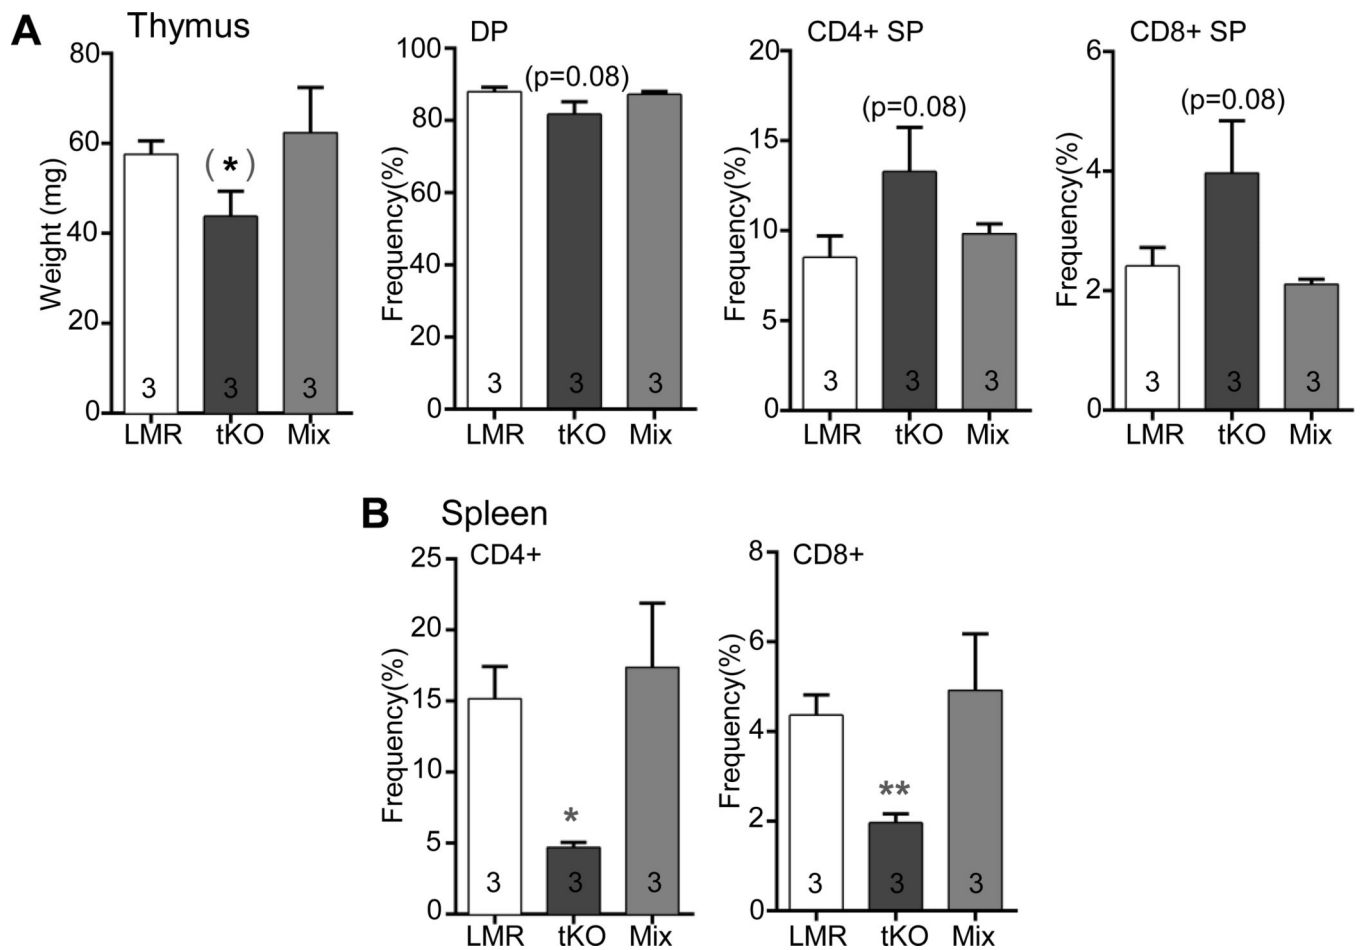 A Thymus
Weight (mg)
80
60
40
20
0
( * )
3 3 3
LMR tKO Mix
DP
Frequency(%)
100
80
60
40
20
0
(p=0.08)
3 3 3
LMR tKO Mix
CD4+ SP
Frequency(%)
20
15
10
5
0
(p=0.08)
3 3 3
LMR tKO Mix
CD8+ SP
Frequency(%)
6
4
2
0
(p=0.08)
3 3 3
LMR tKO Mix
B Spleen
CD4+
Frequency(%)
25
20
15
10
5
0
*
3 3 3
LMR tKO Mix
CD8+
Frequency(%)
8
6
4
2
0
**
3 3 3
LMR tKO Mix